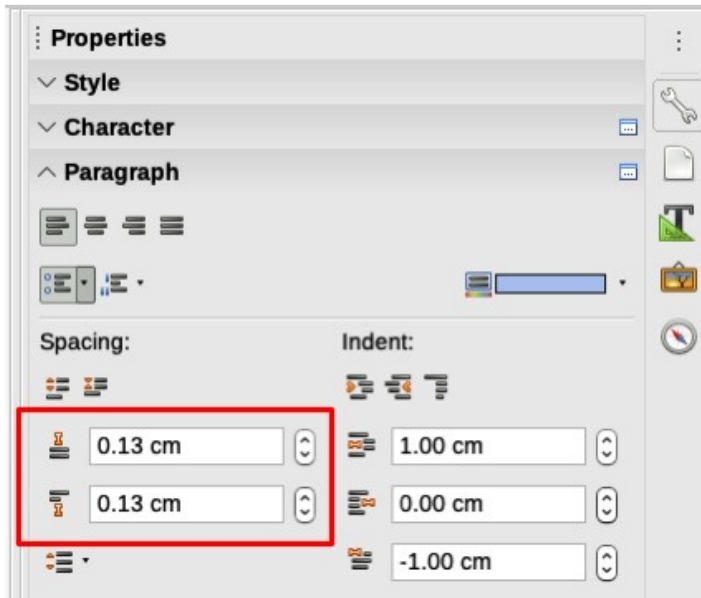 Properties
Style
Character
Paragraph
Spacing: Indent:
0.13 cm 1.00 cm
0.13 cm 0.00 cm
-1.00 cm